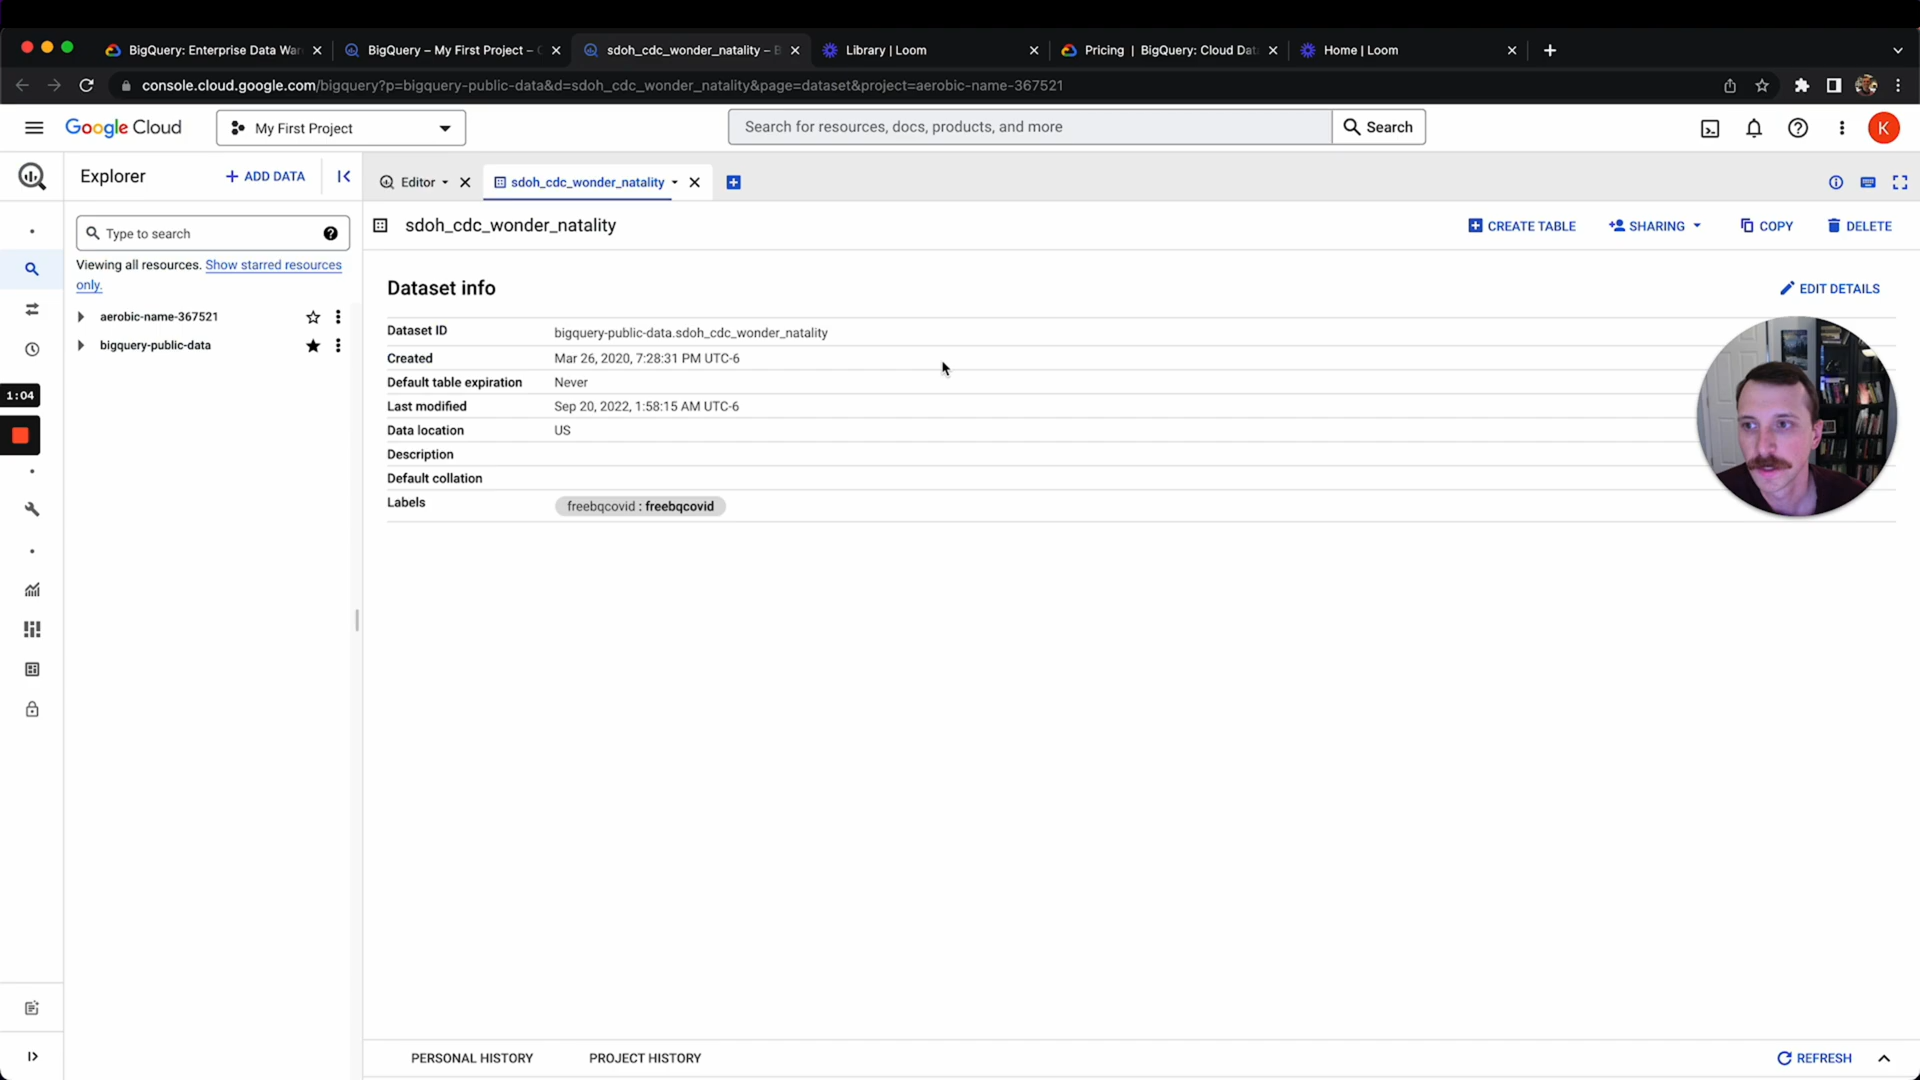 BigQuery: Enterprise Data War
BigQuery – My First Project –
sdoh_cdc_wonder_natality –
Library | Loom
Pricing | BigQuery: Cloud Dat
Home | Loom
console.cloud.google.com/bigquery?p=bigquery-public-data&d=sdoh_cdc_wonder_natality&page=dataset&project=aerobic-name-367521
Google Cloud
My First Project
Search for resources, docs, products, and more
Search
K
Explorer
+ ADD DATA
Editor
sdoh_cdc_wonder_natality
Type to search
Viewing all resources. Show starred resources
only.
aerobic-name-367521
bigquery-public-data
1:04
sdoh_cdc_wonder_natality
CREATE TABLE
SHARING
COPY
DELETE
Dataset info
EDIT DETAILS
Dataset ID bigquery-public-data.sdoh_cdc_wonder_natality
Created Mar 26, 2020, 7:28:31 PM UTC-6
Default table expiration Never
Last modified Sep 20, 2022, 1:58:15 AM UTC-6
Data location US
Description
Default collation
Labels freebqcovid : freebqcovid
PERSONAL HISTORY
PROJECT HISTORY
REFRESH